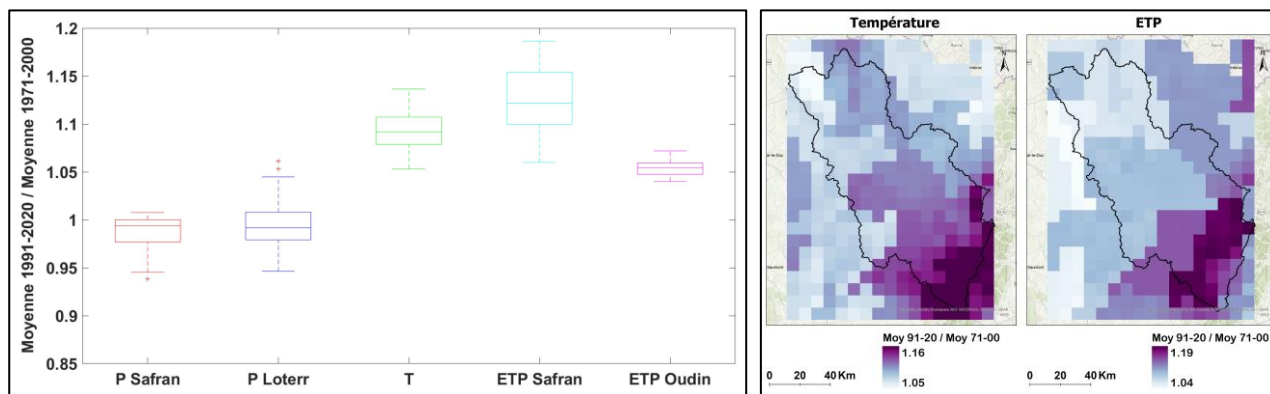 Moyenne 1991-2020 / Moyenne 1971-2000
1.2
1.15
1.1
1.05
1
0.95
0.9
0.85
P Safran
P Loterr
T
ETP Safran
ETP Oudin
Température
ETP
N
N
Moy 91-20 / Moy 71-00
1.16
1.05
0 20 40 Km
Moy 91-20 / Moy 71-00
1.19
1.04
0 20 40 Km